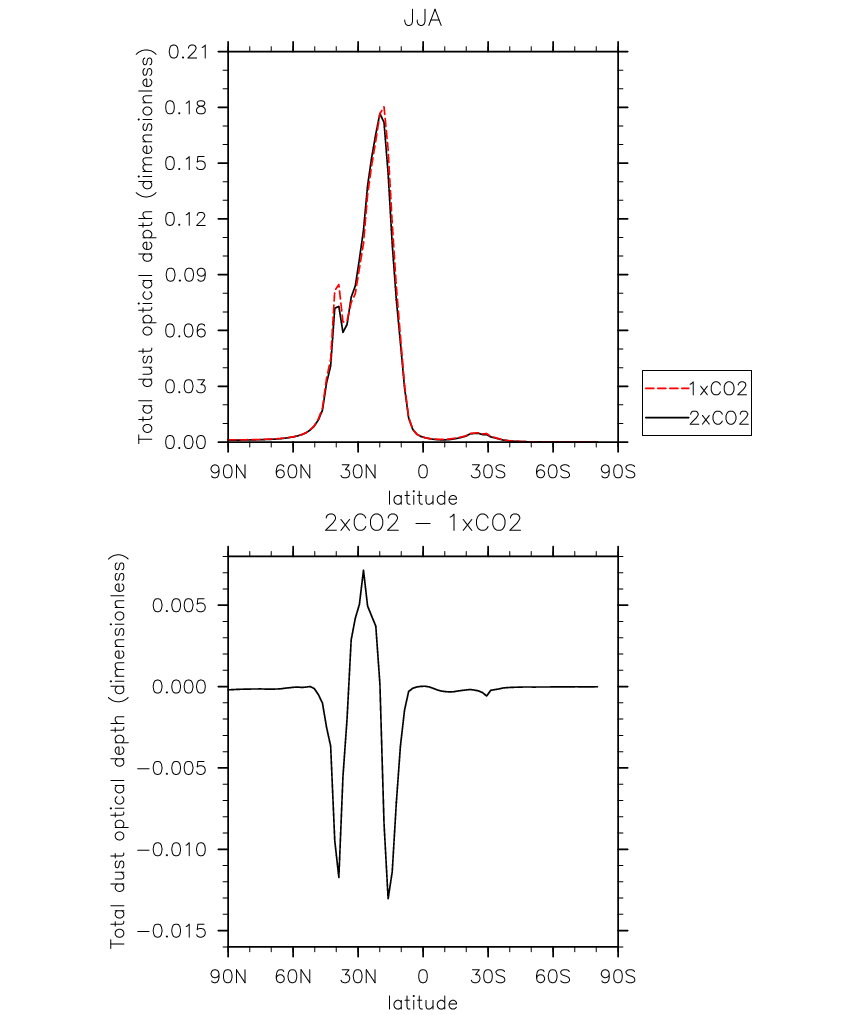 JJA
Total dust optical depth (dimensionless)
0.21
0.18
0.15
0.12
0.09
0.06
0.03
0.00
90N 60N 30N 0 30S 60S 90S
latitude
1xCO2
2xCO2
2xCO2 − 1xCO2
Total dust optical depth (dimensionless)
0.005
0.000
−0.005
−0.010
−0.015
90N 60N 30N 0 30S 60S 90S
latitude